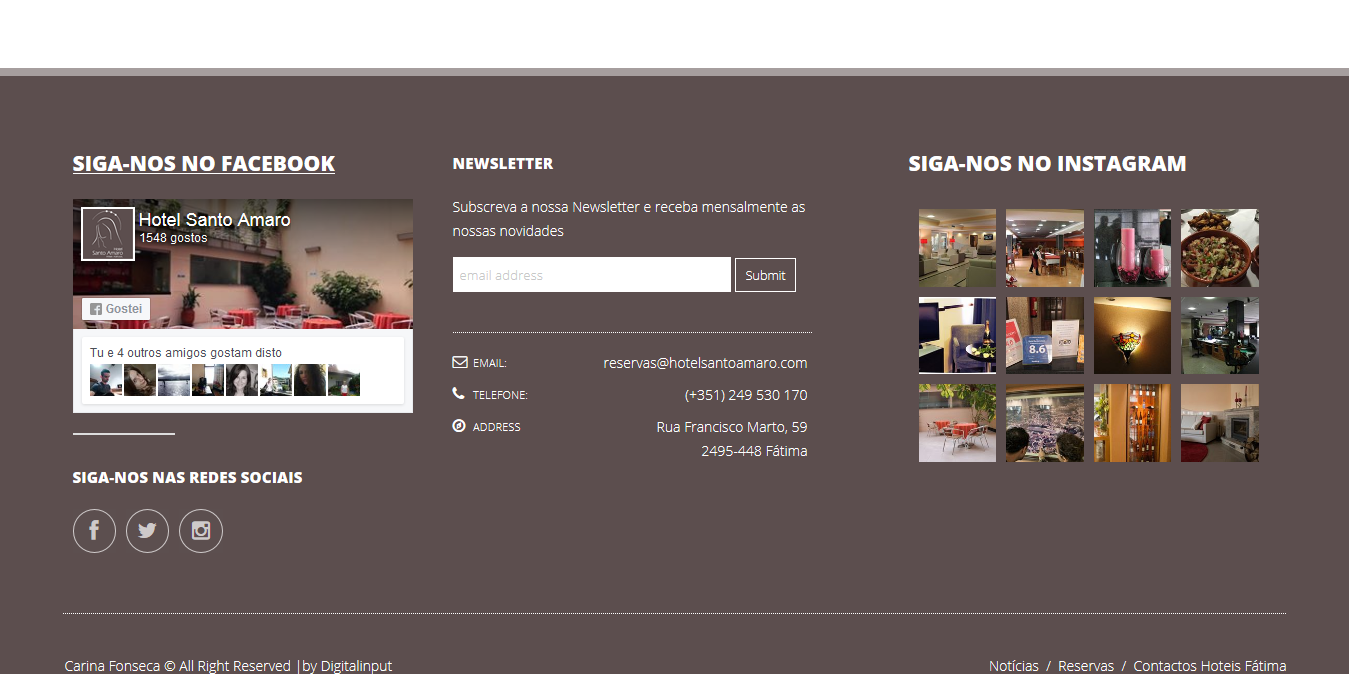 SIGA-NOS NO FACEBOOK
Hotel Santo Amaro
1548 gostos
Hotel
Santo Amaro
Gostei
Tu e 4 outros amigos gostam disto
SIGA-NOS NAS REDES SOCIAIS
NEWSLETTER
Subscreva a nossa Newsletter e receba mensalmente as
nossas novidades
email address
Submit
EMAIL:
reservas@hotelsantoamaro.com
TELEFONE:
(+351) 249 530 170
ADDRESS
Rua Francisco Marto, 59
2495-448 Fátima
SIGA-NOS NO INSTAGRAM
8.6
Carina Fonseca © All Right Reserved |by Digitalinput
Notícias / Reservas / Contactos Hoteis Fátima